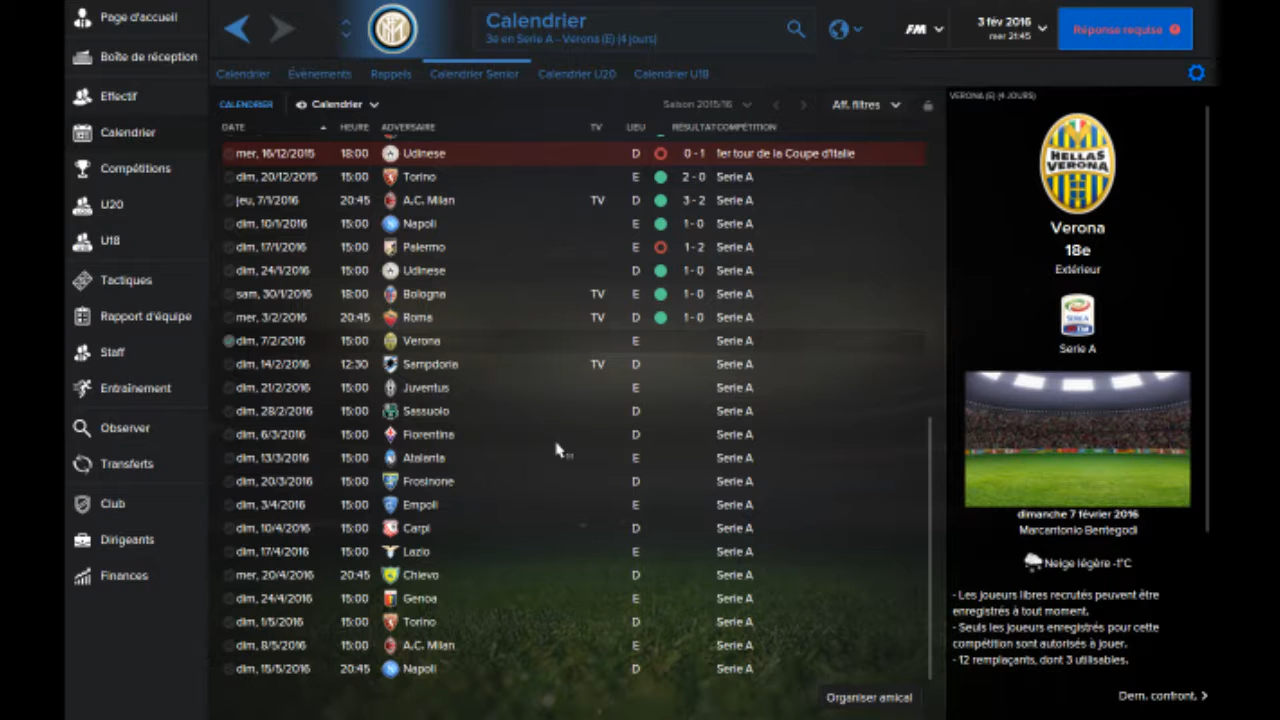 Page d'accueil
Boîte de réception
Effectif
Calendrier
Compétitions
U20
U18
Tactiques
Rapport d'équipe
Staff
Entraînement
Observer
Transferts
Club
Dirigeants
Finances
Calendrier
3e en Serie A - Verona (E) (4 jours)
FM
3 fév 2016
mer 21:45
Réponse requise
Calendrier Évènements Rappels Calendrier Senior Calendrier U20 Calendrier U18
CALENDRIER Calendrier Saison 2015/16 Aff. filtres
DATE HEURE ADVERSAIRE TV LIEU RÉSULTAT COMPÉTITION
mer, 16/12/2015 18:00 Udinese D 0 - 1 1er tour de la Coupe d'Italie
dim, 20/12/2015 15:00 Torino E 2 - 0 Serie A
jeu, 7/1/2016 20:45 A.C. Milan TV D 3 - 2 Serie A
dim, 10/1/2016 15:00 Napoli E 1 - 0 Serie A
dim, 17/1/2016 15:00 Palermo E 1 - 2 Serie A
dim, 24/1/2016 15:00 Udinese D 1 - 0 Serie A
sam, 30/1/2016 18:00 Bologna TV E 1 - 0 Serie A
mer, 3/2/2016 20:45 Roma TV D 1 - 0 Serie A
dim, 7/2/2016 15:00 Verona E Serie A
dim, 14/2/2016 12:30 Sampdoria TV D Serie A
dim, 21/2/2016 15:00 Juventus E Serie A
dim, 28/2/2016 15:00 Sassuolo D Serie A
dim, 6/3/2016 15:00 Fiorentina D Serie A
dim, 13/3/2016 15:00 Atalanta E Serie A
dim, 20/3/2016 15:00 Frosinone D Serie A
dim, 3/4/2016 15:00 Empoli E Serie A
dim, 10/4/2016 15:00 Carpi D Serie A
dim, 17/4/2016 15:00 Lazio E Serie A
mer, 20/4/2016 20:45 Chievo D Serie A
dim, 24/4/2016 15:00 Genoa E Serie A
dim, 1/5/2016 15:00 Torino D Serie A
dim, 8/5/2016 15:00 A.C. Milan E Serie A
dim, 15/5/2016 20:45 Napoli D Serie A
Organiser amical
VERONA (E) (4 JOURS)
HELLAS
VERONA
Verona
18e
Extérieur
SERIE A
TIM
Serie A
dimanche 7 février 2016
Marcantonio Bentegodi
Neige légère -1°C
- Les joueurs libres recrutés peuvent être
enregistrés à tout moment.
- Seuls les joueurs enregistrés pour cette
compétition sont autorisés à jouer.
- 12 remplaçants, dont 3 utilisables.
Dern. confront.